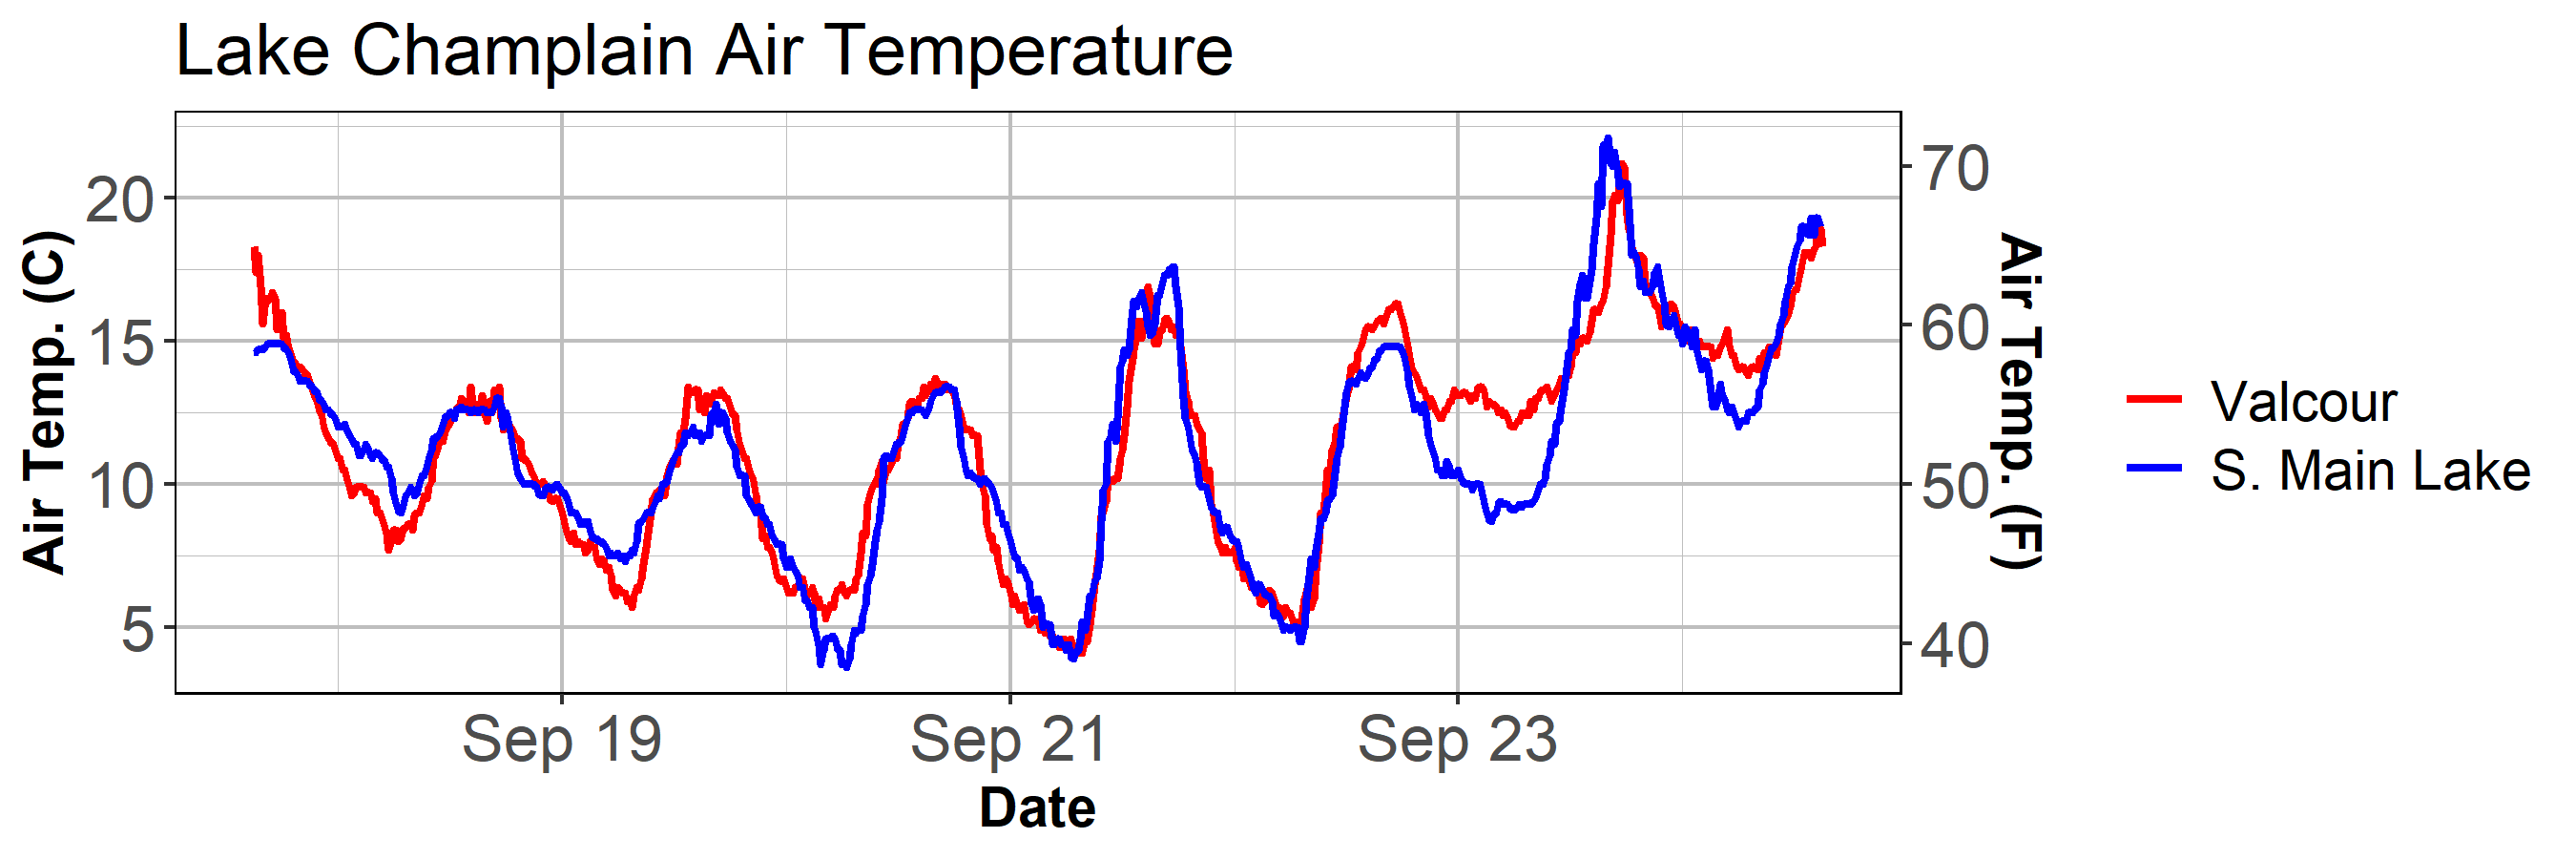 Lake Champlain Air Temperature
Air Temp. (C)
20
15
10
5
70
60
50
40
Air Temp. (F)
Sep 19
Sep 21
Sep 23
Date
Valcour
S. Main Lake